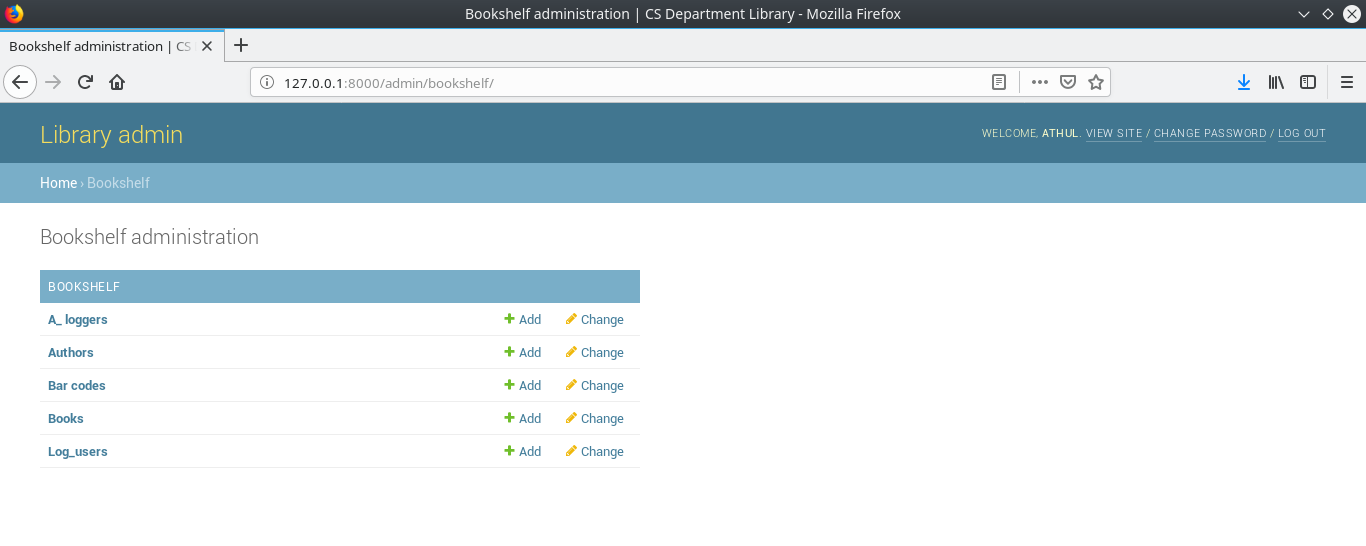 Bookshelf administration | CS Department Library - Mozilla Firefox
Bookshelf administration | CS
127.0.0.1:8000/admin/bookshelf/
Library admin
WELCOME, ATHUL. VIEW SITE / CHANGE PASSWORD / LOG OUT
Home › Bookshelf
Bookshelf administration
BOOKSHELF
A_ loggers Add Change
Authors Add Change
Bar codes Add Change
Books Add Change
Log_users Add Change